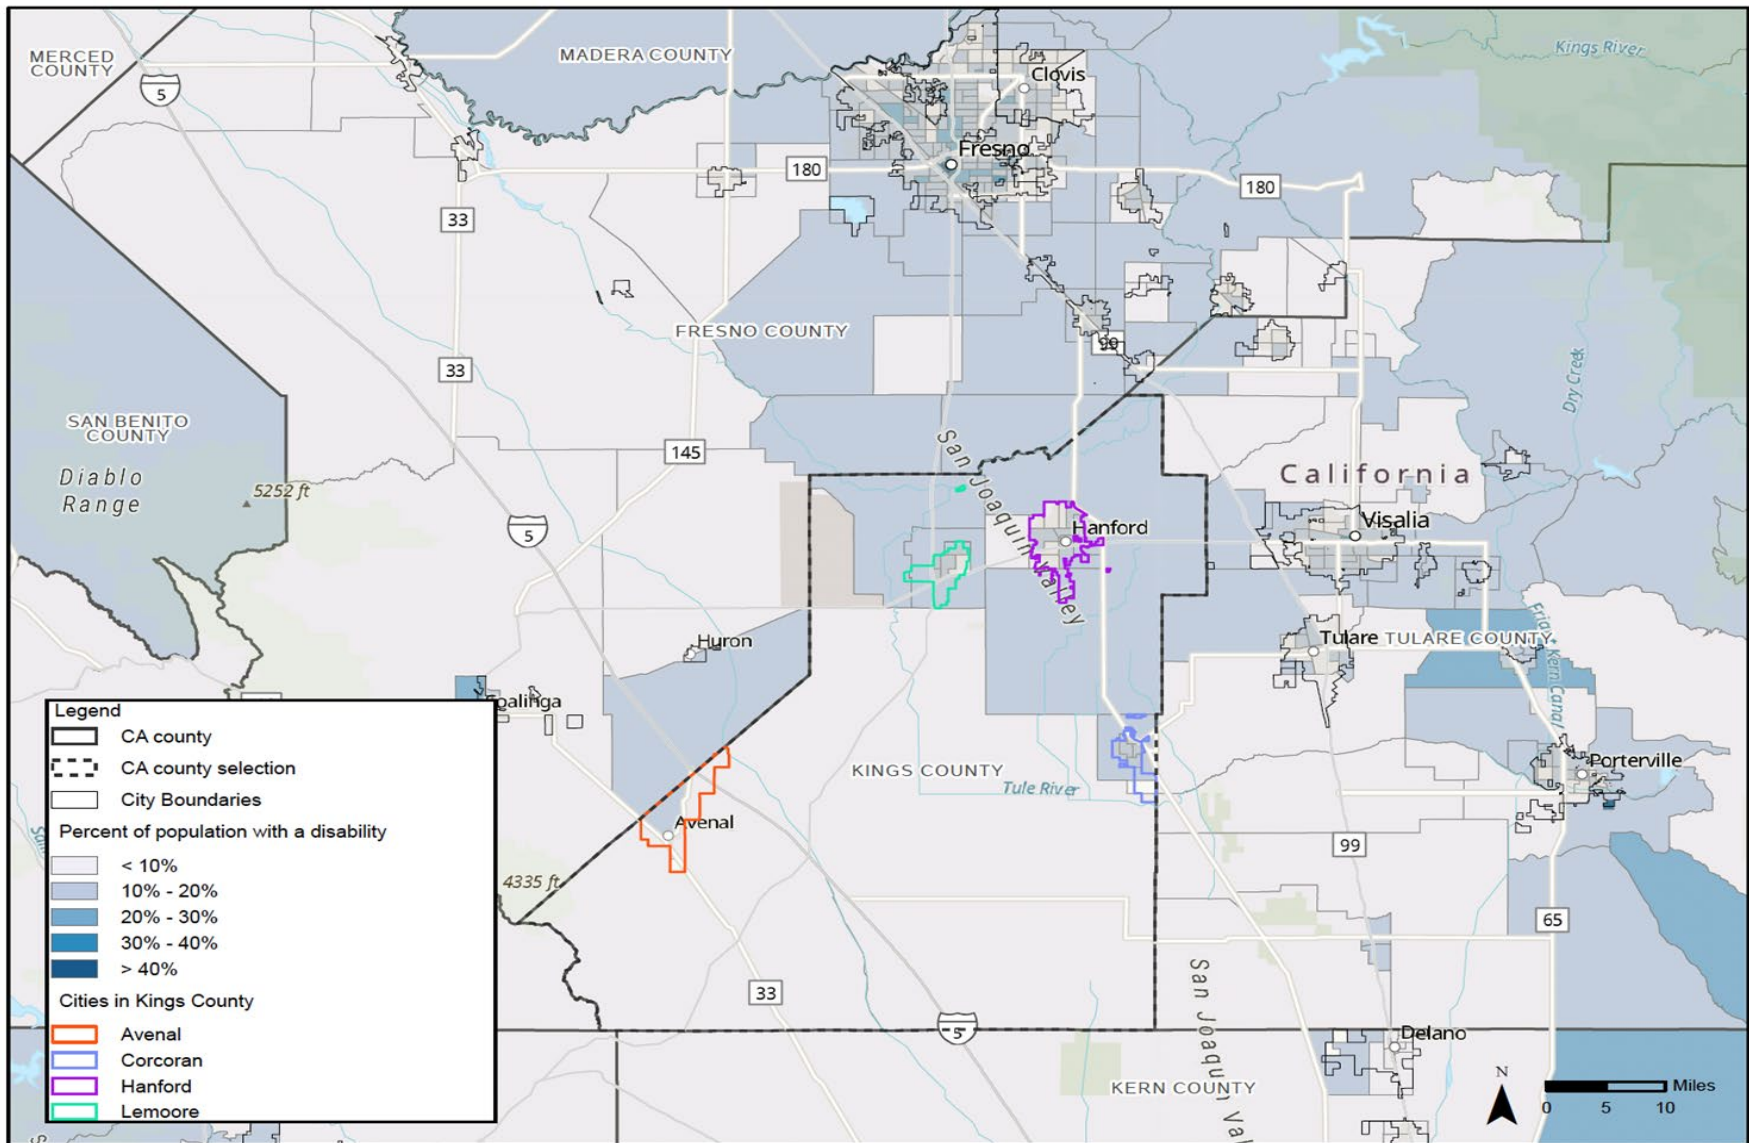 MERCED
COUNTY
MADERA COUNTY
Kings River
5
Clovis
Fresno
180
180
33
FRESNO COUNTY
99
33
Dry Creek
SAN BENITO
COUNTY
145
Diablo
Range
5252 ft
San Joaquin Valley
California
5
Hanford
Visalia
Huron
Tulare
TULARE COUNTY
Friant Kern Canal
Coalinga
Porterville
KINGS COUNTY
Tule River
Avenal
99
4335 ft
65
33
San Joaquin Val
5
Delano
KERN COUNTY
Legend
CA county
CA county selection
City Boundaries
Percent of population with a disability
< 10%
10% - 20%
20% - 30%
30% - 40%
> 40%
Cities in Kings County
Avenal
Corcoran
Hanford
Lemoore
N
Miles
0 5 10